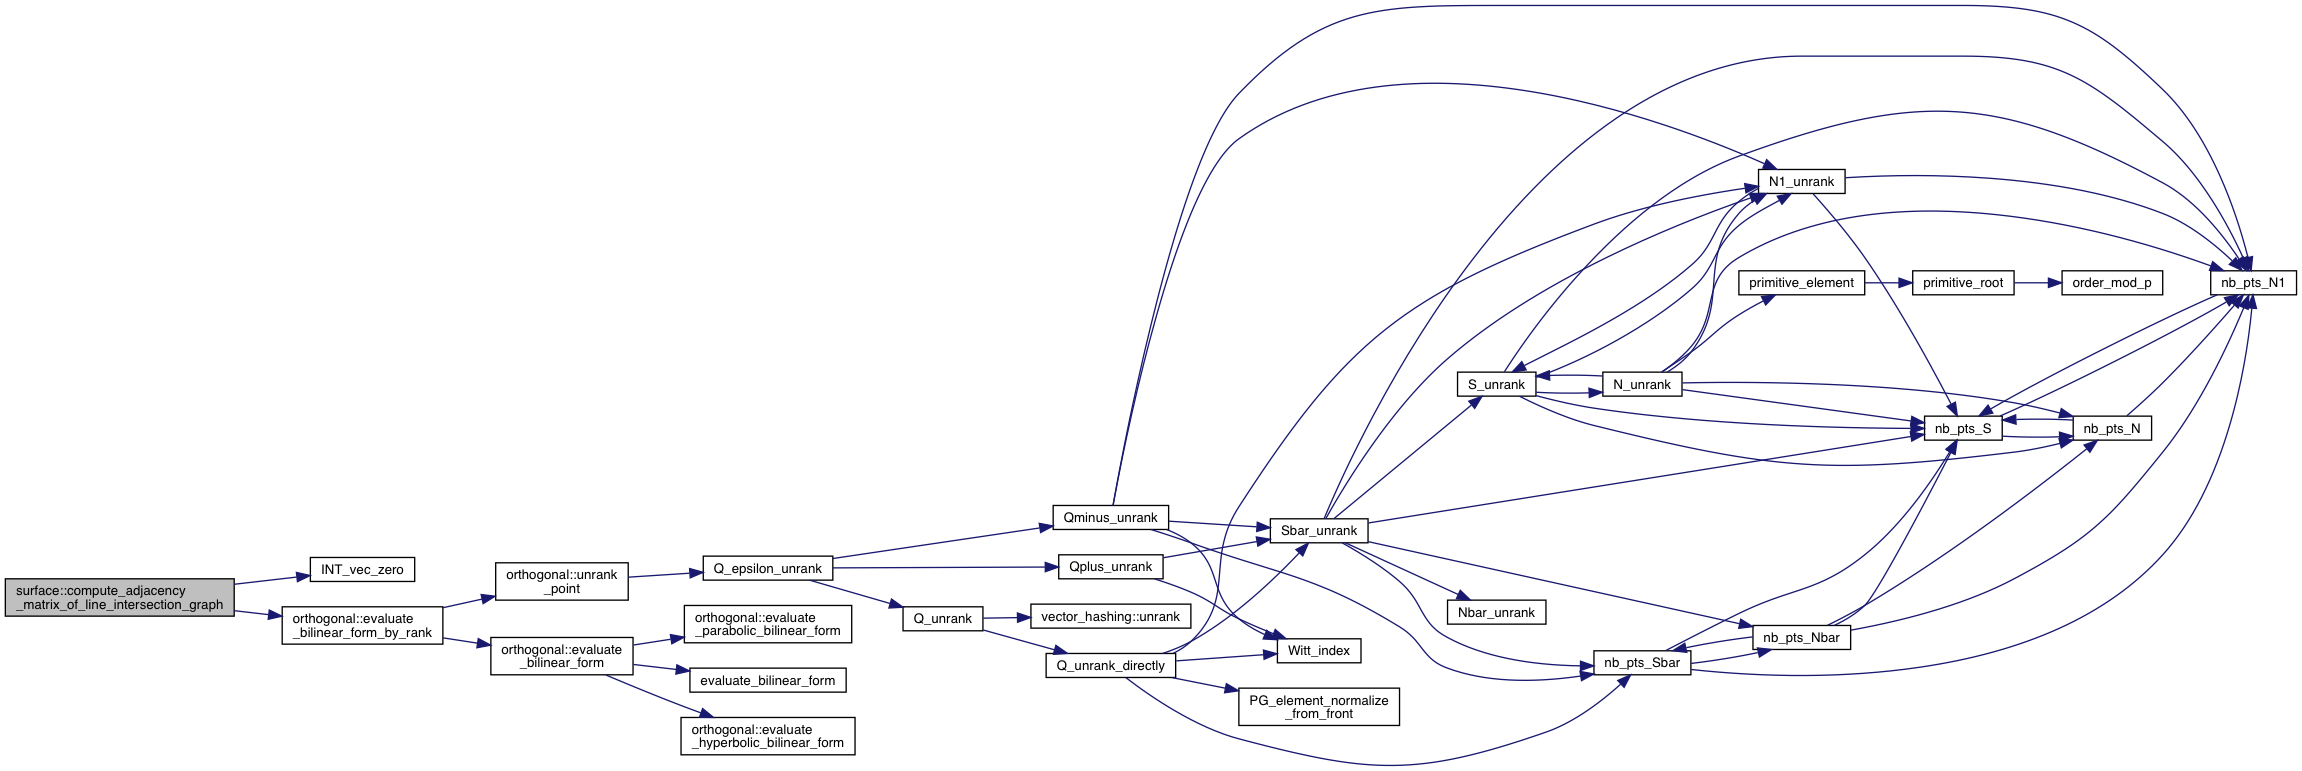 surface::compute_adjacency
_matrix_of_line_intersection_graph
INT_vec_zero
orthogonal::evaluate
_bilinear_form_by_rank
orthogonal::unrank
_point
orthogonal::evaluate
_bilinear_form
Q_epsilon_unrank
orthogonal::evaluate
_parabolic_bilinear_form
evaluate_bilinear_form
orthogonal::evaluate
_hyperbolic_bilinear_form
Q_unrank
Qminus_unrank
Qplus_unrank
vector_hashing::unrank
Q_unrank_directly
Sbar_unrank
Witt_index
PG_element_normalize
_from_front
S_unrank
Nbar_unrank
N_unrank
nb_pts_Sbar
N1_unrank
primitive_element
nb_pts_Nbar
primitive_root
nb_pts_S
order_mod_p
nb_pts_N
nb_pts_N1